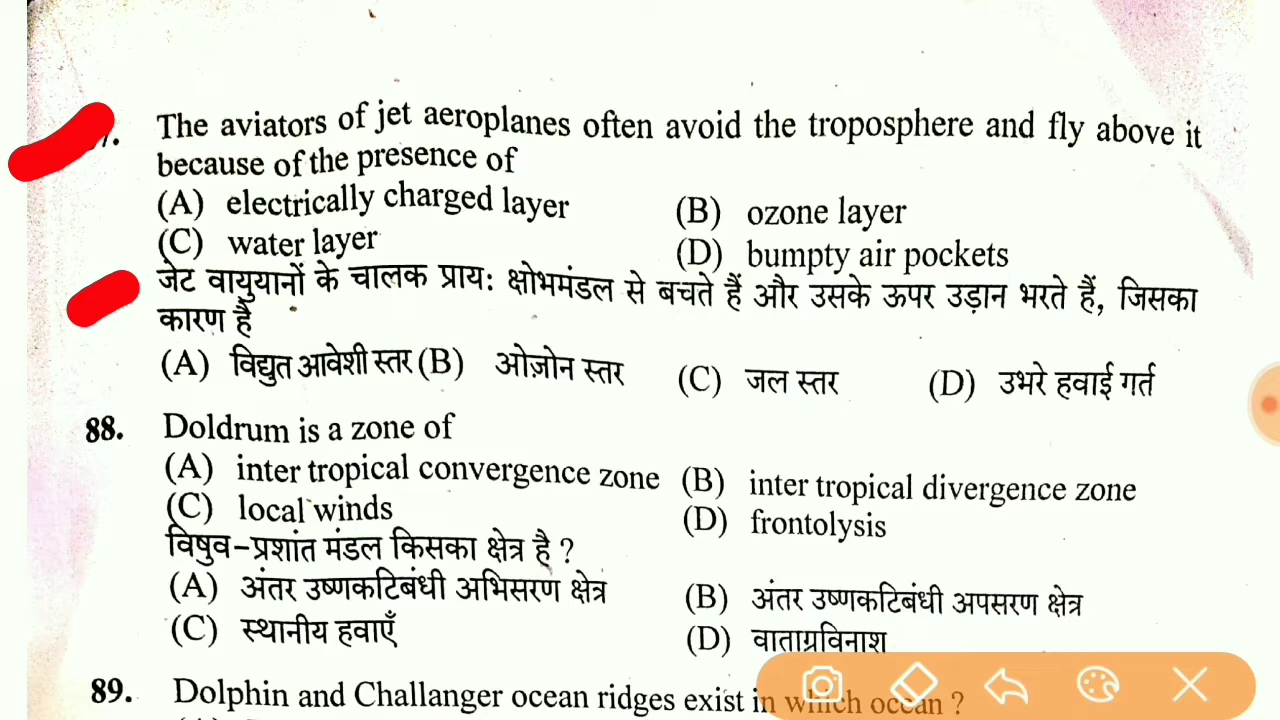 7.
The aviators of jet aeroplanes often avoid the troposphere and fly above it
because of the presence of
(A) electrically charged layer (B) ozone layer
(C) water layer (D) bumpty air pockets
जेट वायुयानों के चालक प्राय: क्षोभमंडल से बचते हैं और उसके ऊपर उड़ान भरते हैं, जिसका
कारण है
(A) विद्युत आवेशी स्तर (B) ओज़ोन स्तर (C) जल स्तर (D) उभरे हवाई गर्त
88. Doldrum is a zone of
(A) inter tropical convergence zone (B) inter tropical divergence zone
(C) local winds (D) frontolysis
विषुव-प्रशांत मंडल किसका क्षेत्र है ?
(A) अंतर उष्णकटिबंधी अभिसरण क्षेत्र (B) अंतर उष्णकटिबंधी अपसरण क्षेत्र
(C) स्थानीय हवाएँ (D) वाताग्रविनाश
89. Dolphin and Challanger ocean ridges exist in which ocean ?